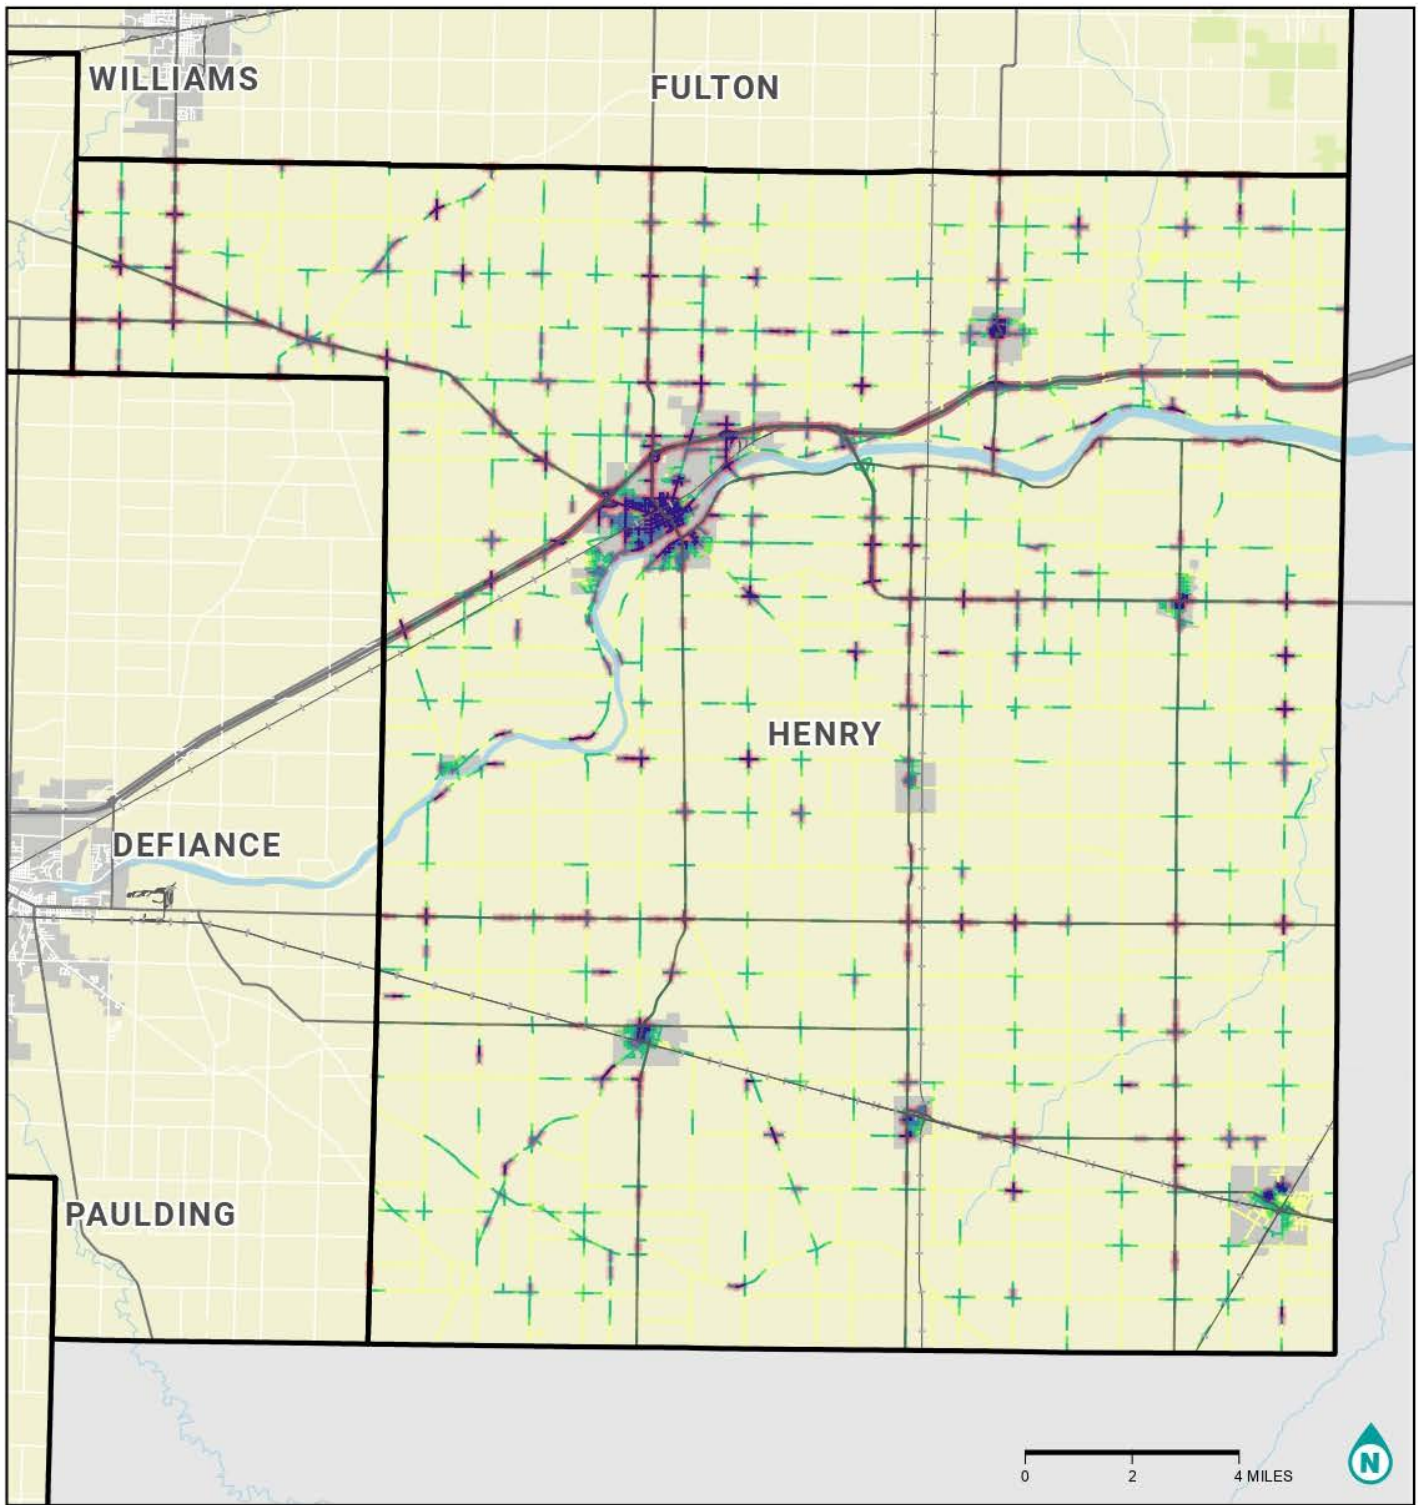 WILLIAMS
FULTON
HENRY
DEFIANCE
PAULDING
0 2 4 MILES
N